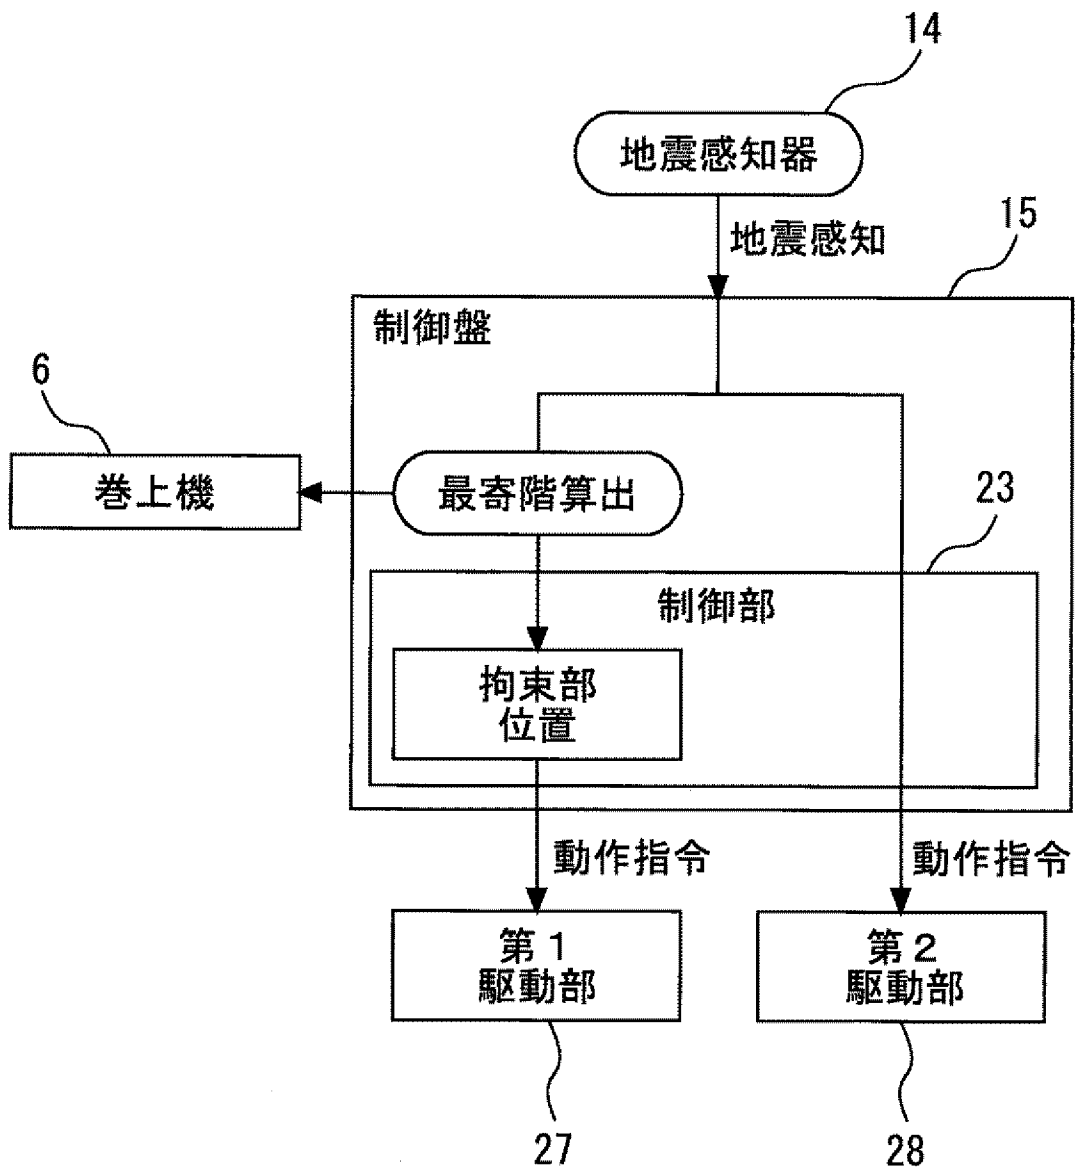 14
地震感知器
地震感知
15
制御盤
6
巻上機
最寄階算出
23
制御部
拘束部
位置
動作指令
動作指令
第1
駆動部
第2
駆動部
27
28